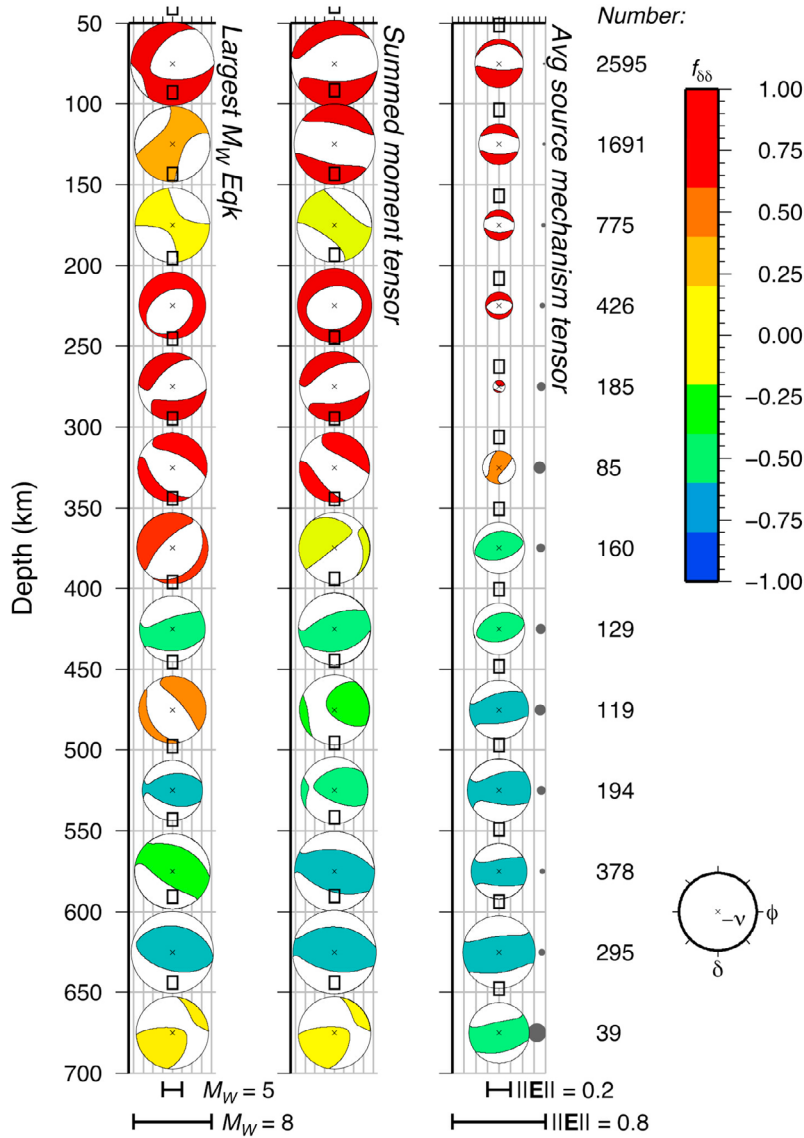 Number:
50
100
150
200
250
300
350
400
450
500
550
600
650
700
Depth (km)
Largest M_W Eqk
Summed moment tensor
Avg source mechanism tensor
2595
1691
775
426
185
85
160
129
119
194
378
295
39
f_δδ
1.00
0.75
0.50
0.25
0.00
−0.25
−0.50
−0.75
−1.00
−ν
ϕ
δ
M_W = 5
M_W = 8
||E|| = 0.2
||E|| = 0.8